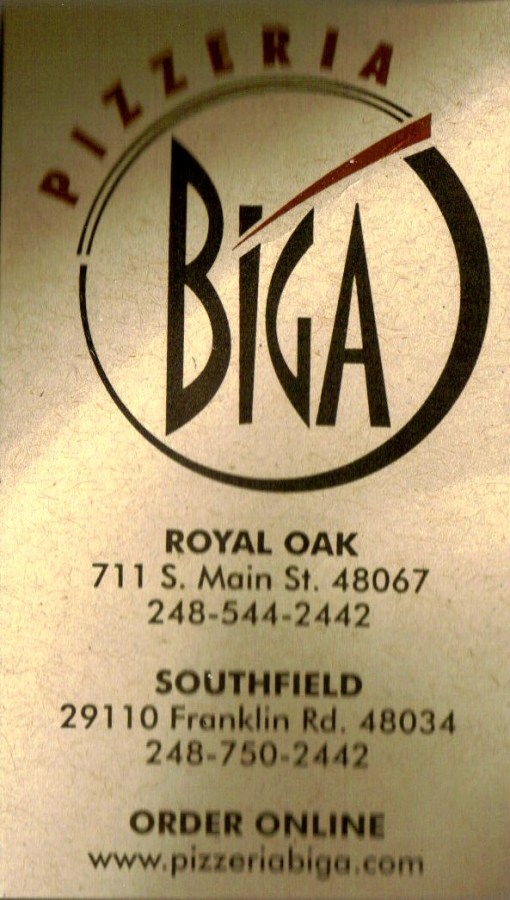 PIZZERIA
BIGA
ROYAL OAK
711 S. Main St. 48067
248-544-2442
SOUTHFIELD
29110 Franklin Rd. 48034
248-750-2442
ORDER ONLINE
www.pizzeriabiga.com